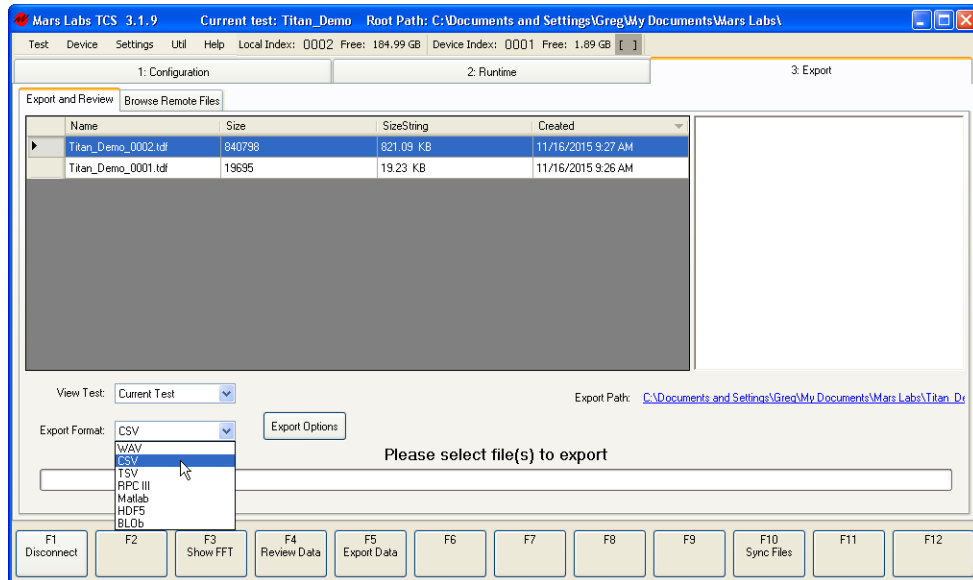 Mars Labs TCS 3.1.9 Current test: Titan_Demo Root Path: C:\Documents and Settings\Greg\My Documents\Mars Labs\
Test Device Settings Util Help Local Index: 0002 Free: 184.99 GB Device Index: 0001 Free: 1.89 GB [ ]
1: Configuration 2: Runtime 3: Export
Export and Review Browse Remote Files
Name Size SizeString Created
Titan_Demo_0002.tdf 840798 821.09 KB 11/16/2015 9:27 AM
Titan_Demo_0001.tdf 19695 19.23 KB 11/16/2015 9:26 AM
View Test: Current Test Export Path: C:\Documents and Settings\Greg\My Documents\Mars Labs\Titan_De
Export Format: CSV Export Options
WAV
CSV
TSV
RPC III
Matlab
HDF5
BLOb
Please select file(s) to export
F1 F2 F3 F4 F5 F6 F7 F8 F9 F10 F11 F12
Disconnect Show FFT Review Data Export Data Sync Files